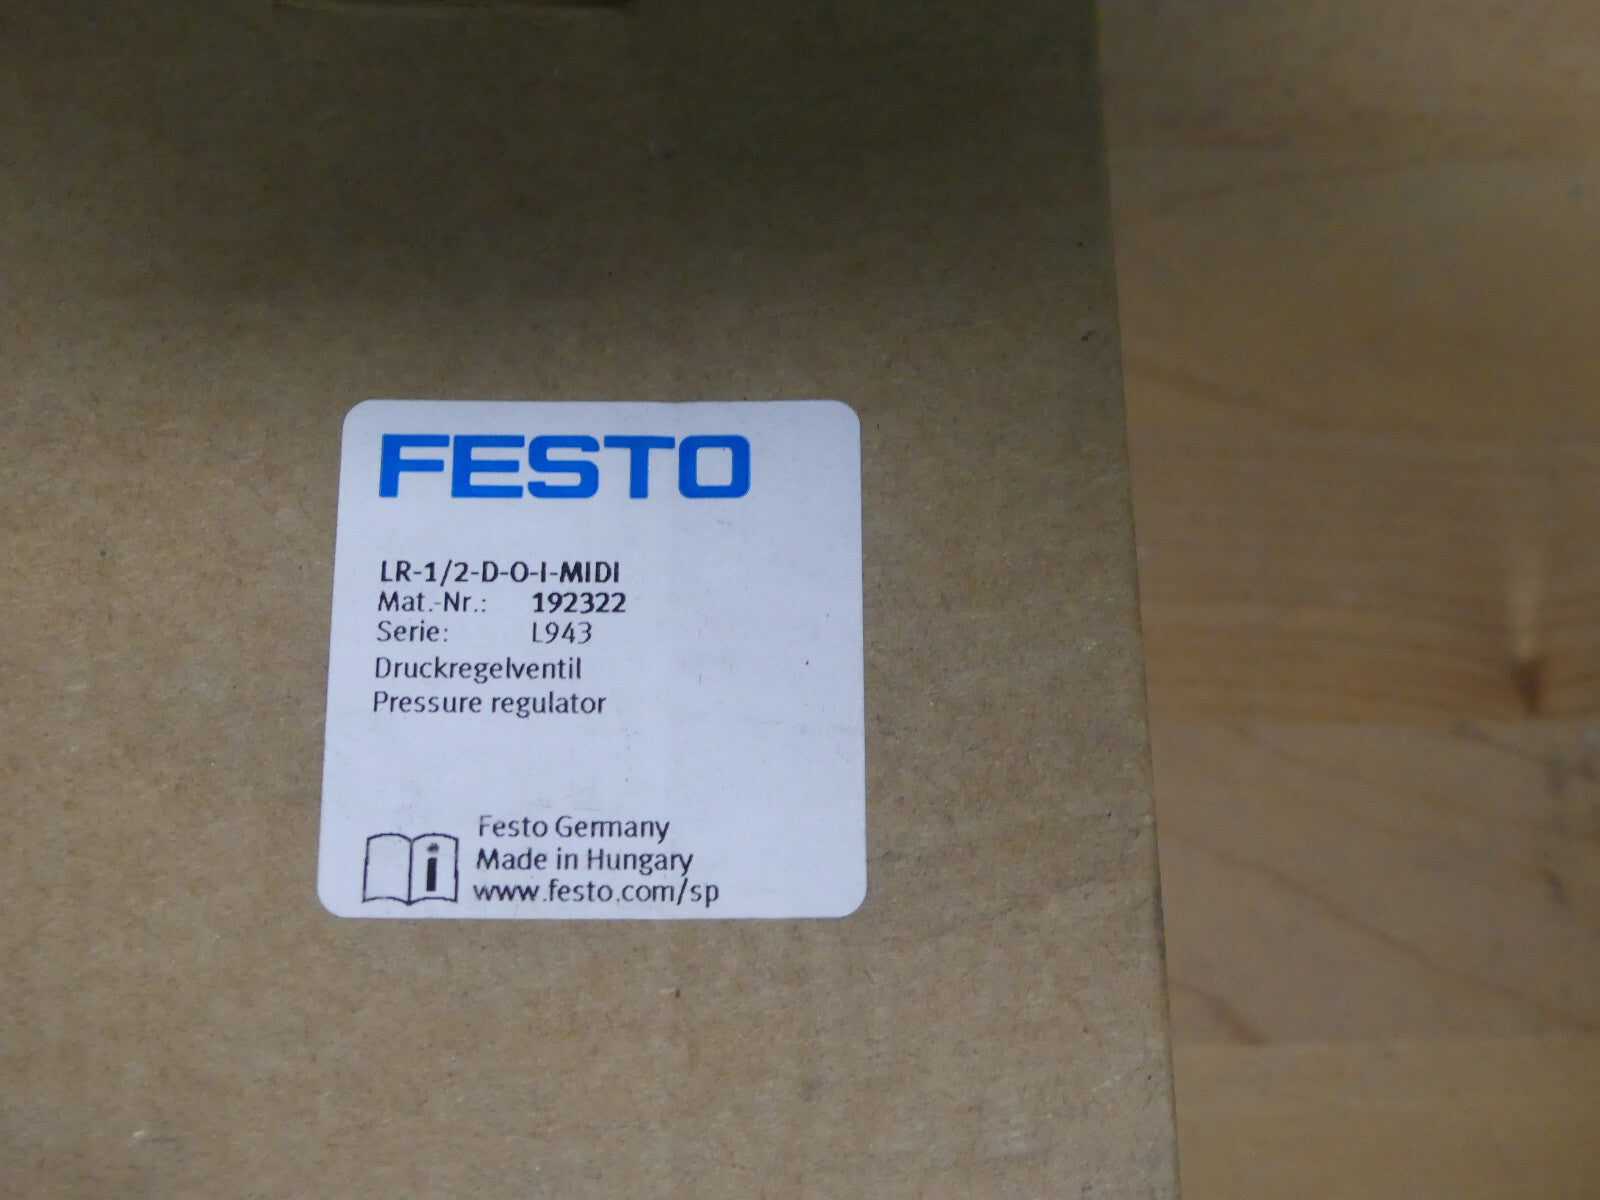 FESTO
LR-1/2-D-O-I-MIDI
Mat.-Nr.: 192322
Serie: L943
Druckregelventil
Pressure regulator
Festo Germany
Made in Hungary
www.festo.com/sp